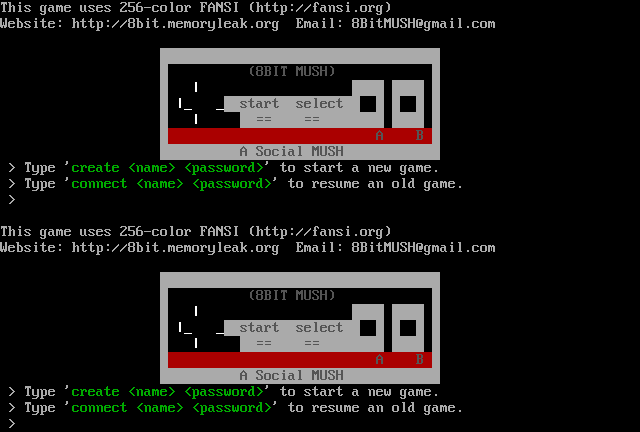 This game uses 256-color FANSI (http://fansi.org)
Website: http://8bit.memoryleak.org  Email: 8BitMUSH@gmail.com
(8BIT MUSH)
start  select
==    ==
A    B
A Social MUSH
> Type 'create <name> <password>' to start a new game.
> Type 'connect <name> <password>' to resume an old game.
>
This game uses 256-color FANSI (http://fansi.org)
Website: http://8bit.memoryleak.org  Email: 8BitMUSH@gmail.com
(8BIT MUSH)
start  select
==    ==
A    B
A Social MUSH
> Type 'create <name> <password>' to start a new game.
> Type 'connect <name> <password>' to resume an old game.
>